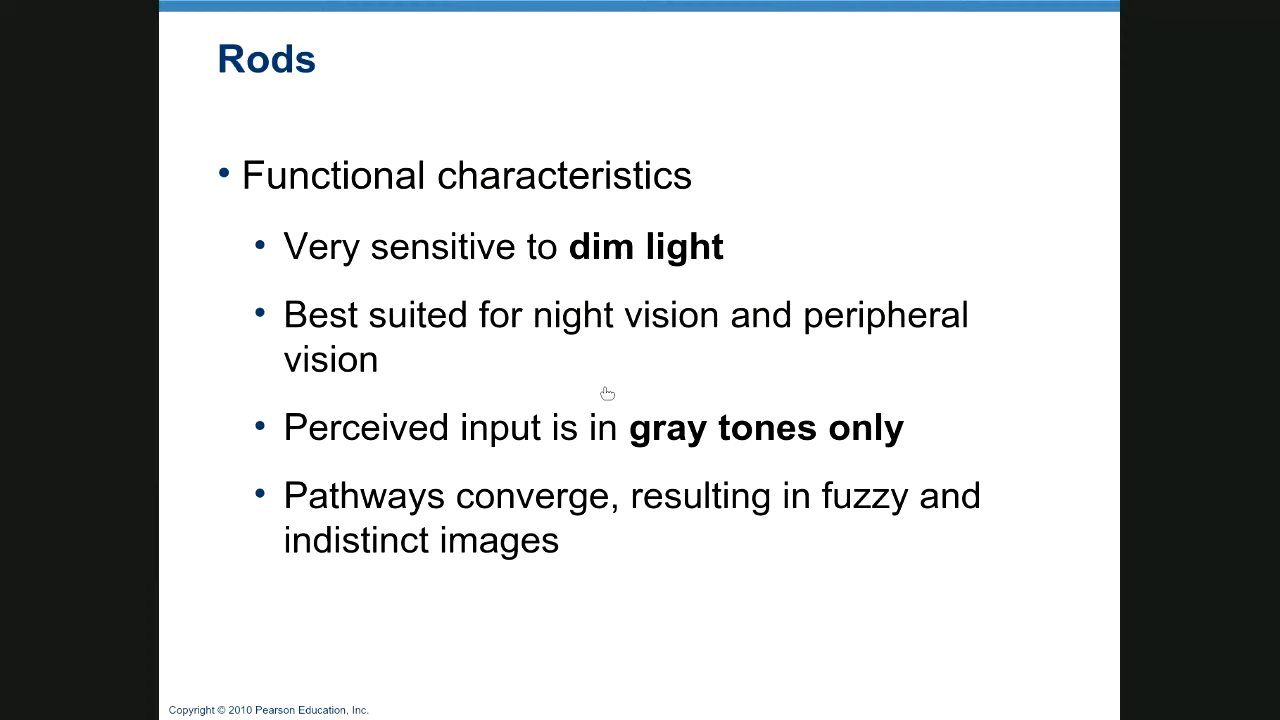 Rods
• Functional characteristics
• Very sensitive to dim light
• Best suited for night vision and peripheral
vision
• Perceived input is in gray tones only
• Pathways converge, resulting in fuzzy and
indistinct images
Copyright © 2010 Pearson Education, Inc.